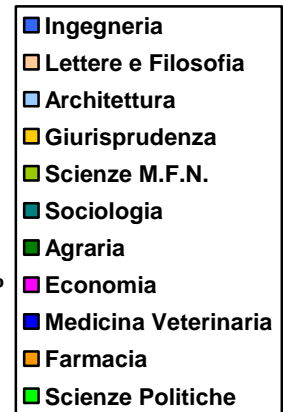 Ingegneria
Lettere e Filosofia
Architettura
Giurisprudenza
Scienze M.F.N.
Sociologia
Agraria
Economia
Medicina Veterinaria
Farmacia
Scienze Politiche